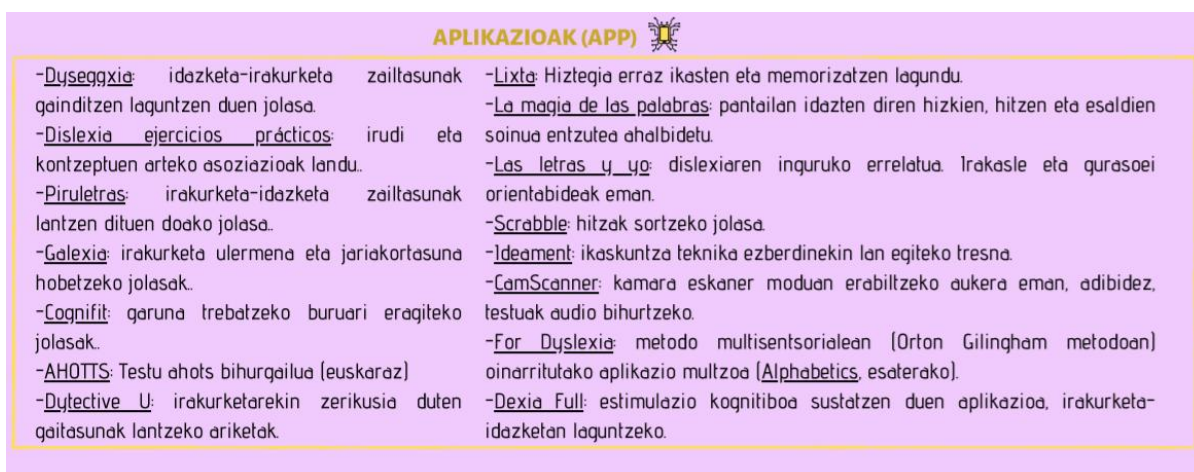 APLIKAZIOAK (APP)
-Dyseggxia: idazketa-irakurketa zailtasunak
gainditzen laguntzen duen jolasa.
-Dislexia ejercicios prácticos: irudi eta
kontzeptuen arteko asoziazioak landu..
-Piruletras: irakurketa-idazketa zailtasunak
lantzen dituen doako jolasa..
-Galexia: irakurketa ulermena eta jariakortasuna
hobetzeko jolasak..
-Cognifit: garuna trebatzeko buruari eragiteko
jolasak..
-AHOTTS: Testu ahots bihurgailua (euskaraz)
-Dytective U: irakurketarekin zerikusia duten
gaitasunak lantzeko ariketak.
-Lixta: Hiztegia erraz ikasten eta memorizatzen lagundu.
-La magia de las palabras: pantailan idazten diren hizkien, hitzen eta esaldien
soinua entzutea ahalbidetu.
-Las letras y yo: dislexiaren inguruko errelatua. Irakasle eta gurasoei
orientabideak eman.
-Scrabble: hitzak sortzeko jolasa.
-Ideament: ikaskuntza teknika ezberdinekin lan egiteko tresna.
-CamScanner: kamara eskaner moduan erabiltzeko aukera eman, adibidez,
testuak audio bihurtzeko.
-For Dyslexia: metodo multisentsorialean (Orton Gilingham metodoan)
oinarritutako aplikazio multzoa (Alphabetics, esaterako).
-Dexia Full: estimulazio kognitiboa sustatzen duen aplikazioa, irakurketa-
idazketan laguntzeko.